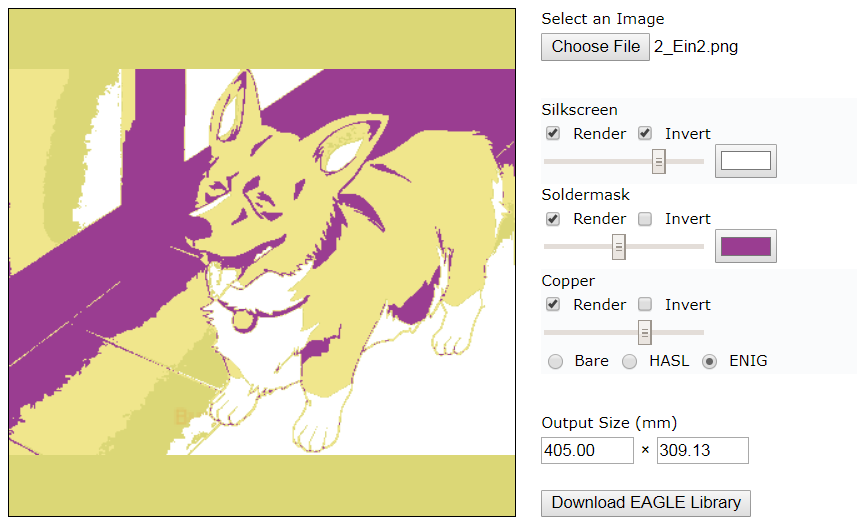 Select an Image
Choose File 2_Ein2.png
Silkscreen
Render Invert
Soldermask
Render Invert
Copper
Render Invert
Bare HASL ENIG
Output Size (mm)
405.00 × 309.13
Download EAGLE Library